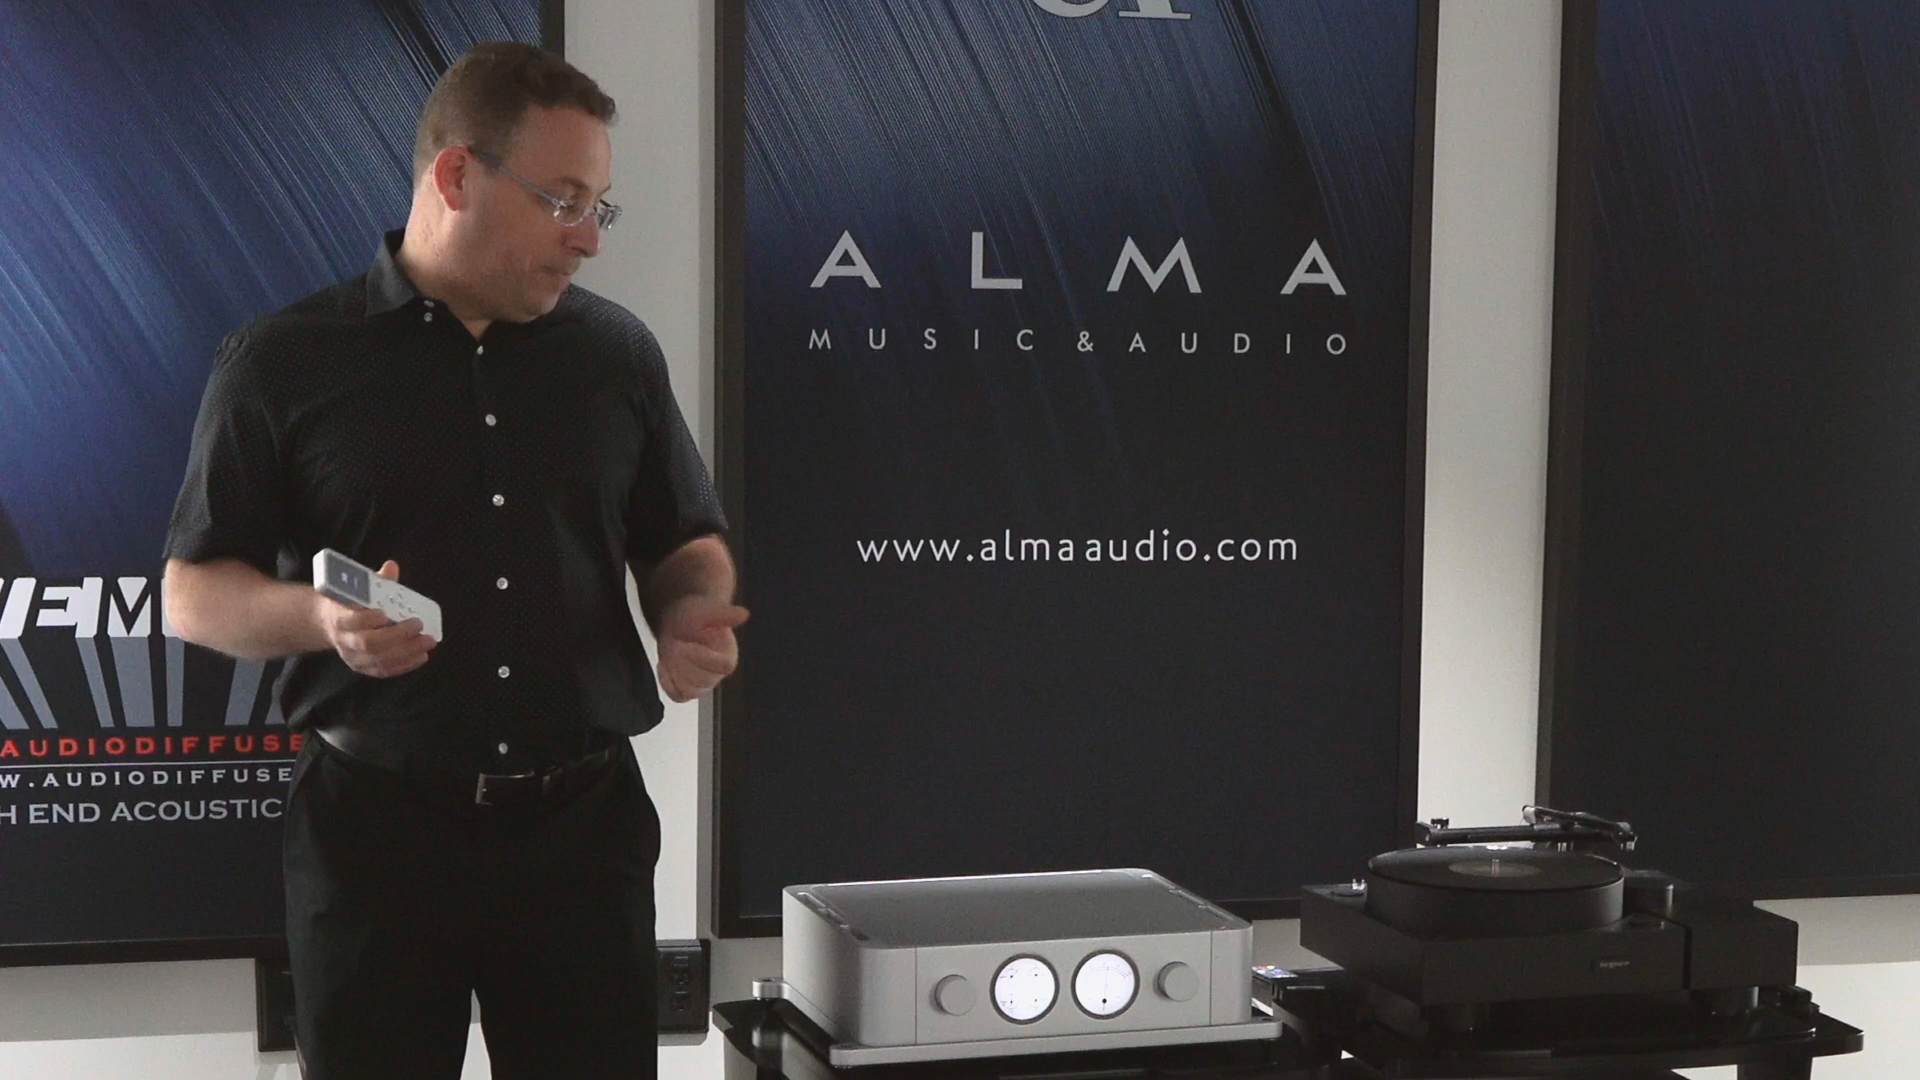 ALMA
MUSIC & AUDIO
www.almaaudio.com
AUDIODIFFUSE
W.AUDIODIFFUSE
H END ACOUSTIC